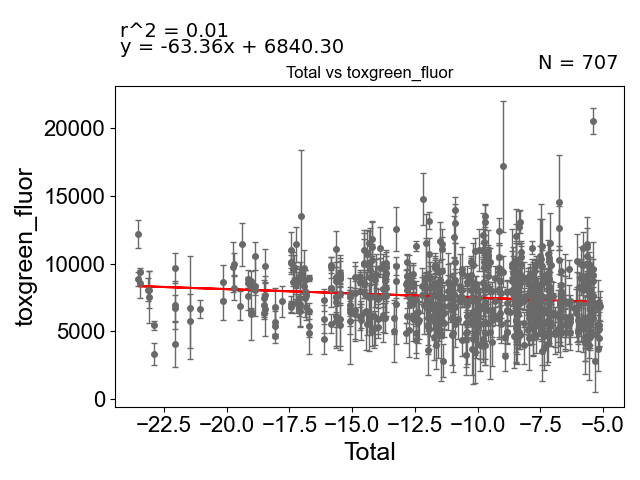 r^2 = 0.01
y = -63.36x + 6840.30
N = 707
Total vs toxgreen_fluor
20000
15000
10000
5000
0
toxgreen_fluor
−22.5 −20.0 −17.5 −15.0 −12.5 −10.0 −7.5 −5.0
Total